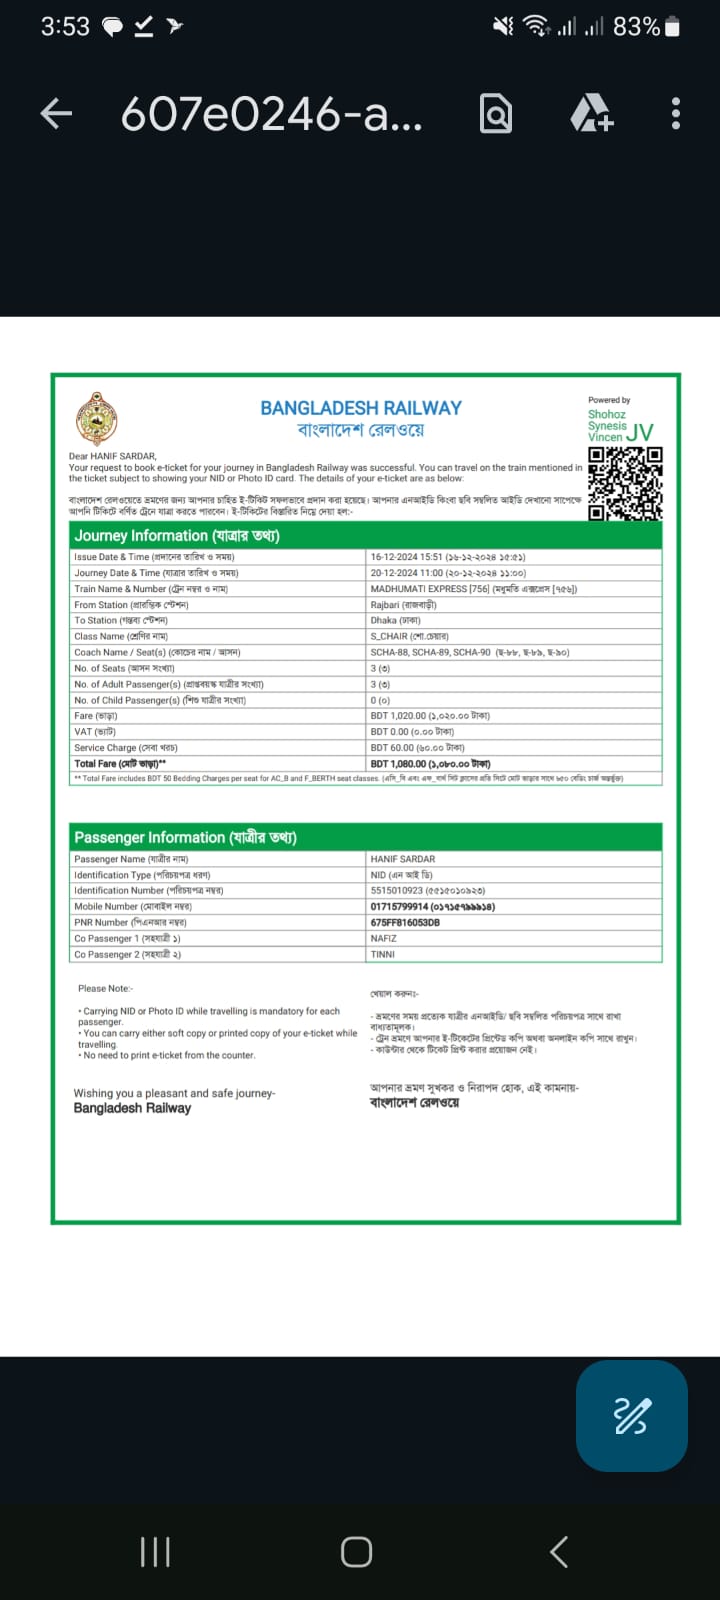 3:53
83%
607e0246-a...
BANGLADESH RAILWAY
বাংলাদেশ রেলওয়ে
Powered by
Shohoz
Synesis
Vincen JV
Dear HANIF SARDAR,
Your request to book e-ticket for your journey in Bangladesh Railway was successful. You can travel on the train mentioned in
the ticket subject to showing your NID or Photo ID card. The details of your e-ticket are as below:
বাংলাদেশ রেলওয়েতে ভ্রমণের জন্য আপনার চাহিত ই-টিকিট সফলভাবে প্রদান করা হয়েছে। আপনার এনআইডি কিংবা ছবি সম্বলিত আইডি দেখানো সাপেক্ষে
আপনি টিকিটে বর্ণিত ট্রেনে যাত্রা করতে পারবেন। ই-টিকিটের বিস্তারিত নিম্নে দেয়া হল:-
Journey Information (যাত্রার তথ্য)
Issue Date & Time (প্রদানের তারিখ ও সময়) 16-12-2024 15:51 (১৬-১২-২০২৪ ১৫:৫১)
Journey Date & Time (যাত্রার তারিখ ও সময়) 20-12-2024 11:00 (২০-১২-২০২৪ ১১:০০)
Train Name & Number (ট্রেন নম্বর ও নাম) MADHUMATI EXPRESS [756] (মধুমতি এক্সপ্রেস [৭৫৬])
From Station (প্রারম্ভিক স্টেশন) Rajbari (রাজবাড়ী)
To Station (গন্তব্য স্টেশন) Dhaka (ঢাকা)
Class Name (শ্রেণির নাম) S_CHAIR (শো.চেয়ার)
Coach Name / Seat(s) (কোচের নাম / আসন) SCHA-88, SCHA-89, SCHA-90 (ছ-৮৮, ছ-৮৯, ছ-৯০)
No. of Seats (আসন সংখ্যা) 3 (৩)
No. of Adult Passenger(s) (প্রাপ্তবয়স্ক যাত্রীর সংখ্যা) 3 (৩)
No. of Child Passenger(s) (শিশু যাত্রীর সংখ্যা) 0 (০)
Fare (ভাড়া) BDT 1,020.00 (১,০২০.০০ টাকা)
VAT (ভ্যাট) BDT 0.00 (০.০০ টাকা)
Service Charge (সেবা খরচ) BDT 60.00 (৬০.০০ টাকা)
Total Fare (মোট ভাড়া)** BDT 1,080.00 (১,০৮০.০০ টাকা)
** Total Fare includes BDT 50 Bedding Charges per seat for AC_B and F_BERTH seat classes. (এসি_বি এবং এফ_বার্থ সিট ক্লাসের প্রতি সিটে মোট ভাড়ার সাথে ৳৫০ বেডিং চার্জ অন্তর্ভুক্ত)
Passenger Information (যাত্রীর তথ্য)
Passenger Name (যাত্রীর নাম) HANIF SARDAR
Identification Type (পরিচয়পত্র ধরণ) NID (এন আই ডি)
Identification Number (পরিচয়পত্র নম্বর) 5515010923 (৫৫১৫০১০৯২৩)
Mobile Number (মোবাইল নম্বর) 01715799914 (০১৭১৫৭৯৯৯১৪)
PNR Number (পিএনআর নম্বর) 675FF816053DB
Co Passenger 1 (সহযাত্রী ১) NAFIZ
Co Passenger 2 (সহযাত্রী ২) TINNI
Please Note:-
• Carrying NID or Photo ID while travelling is mandatory for each
passenger.
• You can carry either soft copy or printed copy of your e-ticket while
travelling.
• No need to print e-ticket from the counter.
খেয়াল করুনঃ-
- ভ্রমণের সময় প্রত্যেক যাত্রীর এনআইডি/ ছবি সম্বলিত পরিচয়পত্র সাথে রাখা
বাধ্যতামূলক।
- ট্রেন ভ্রমণে আপনার ই-টিকেটের প্রিন্টেড কপি অথবা অনলাইন কপি সাথে রাখুন।
- কাউন্টার থেকে টিকেট প্রিন্ট করার প্রয়োজন নেই।
Wishing you a pleasant and safe journey-
Bangladesh Railway
আপনার ভ্রমণ সুখকর ও নিরাপদ হোক, এই কামনায়-
বাংলাদেশ রেলওয়ে